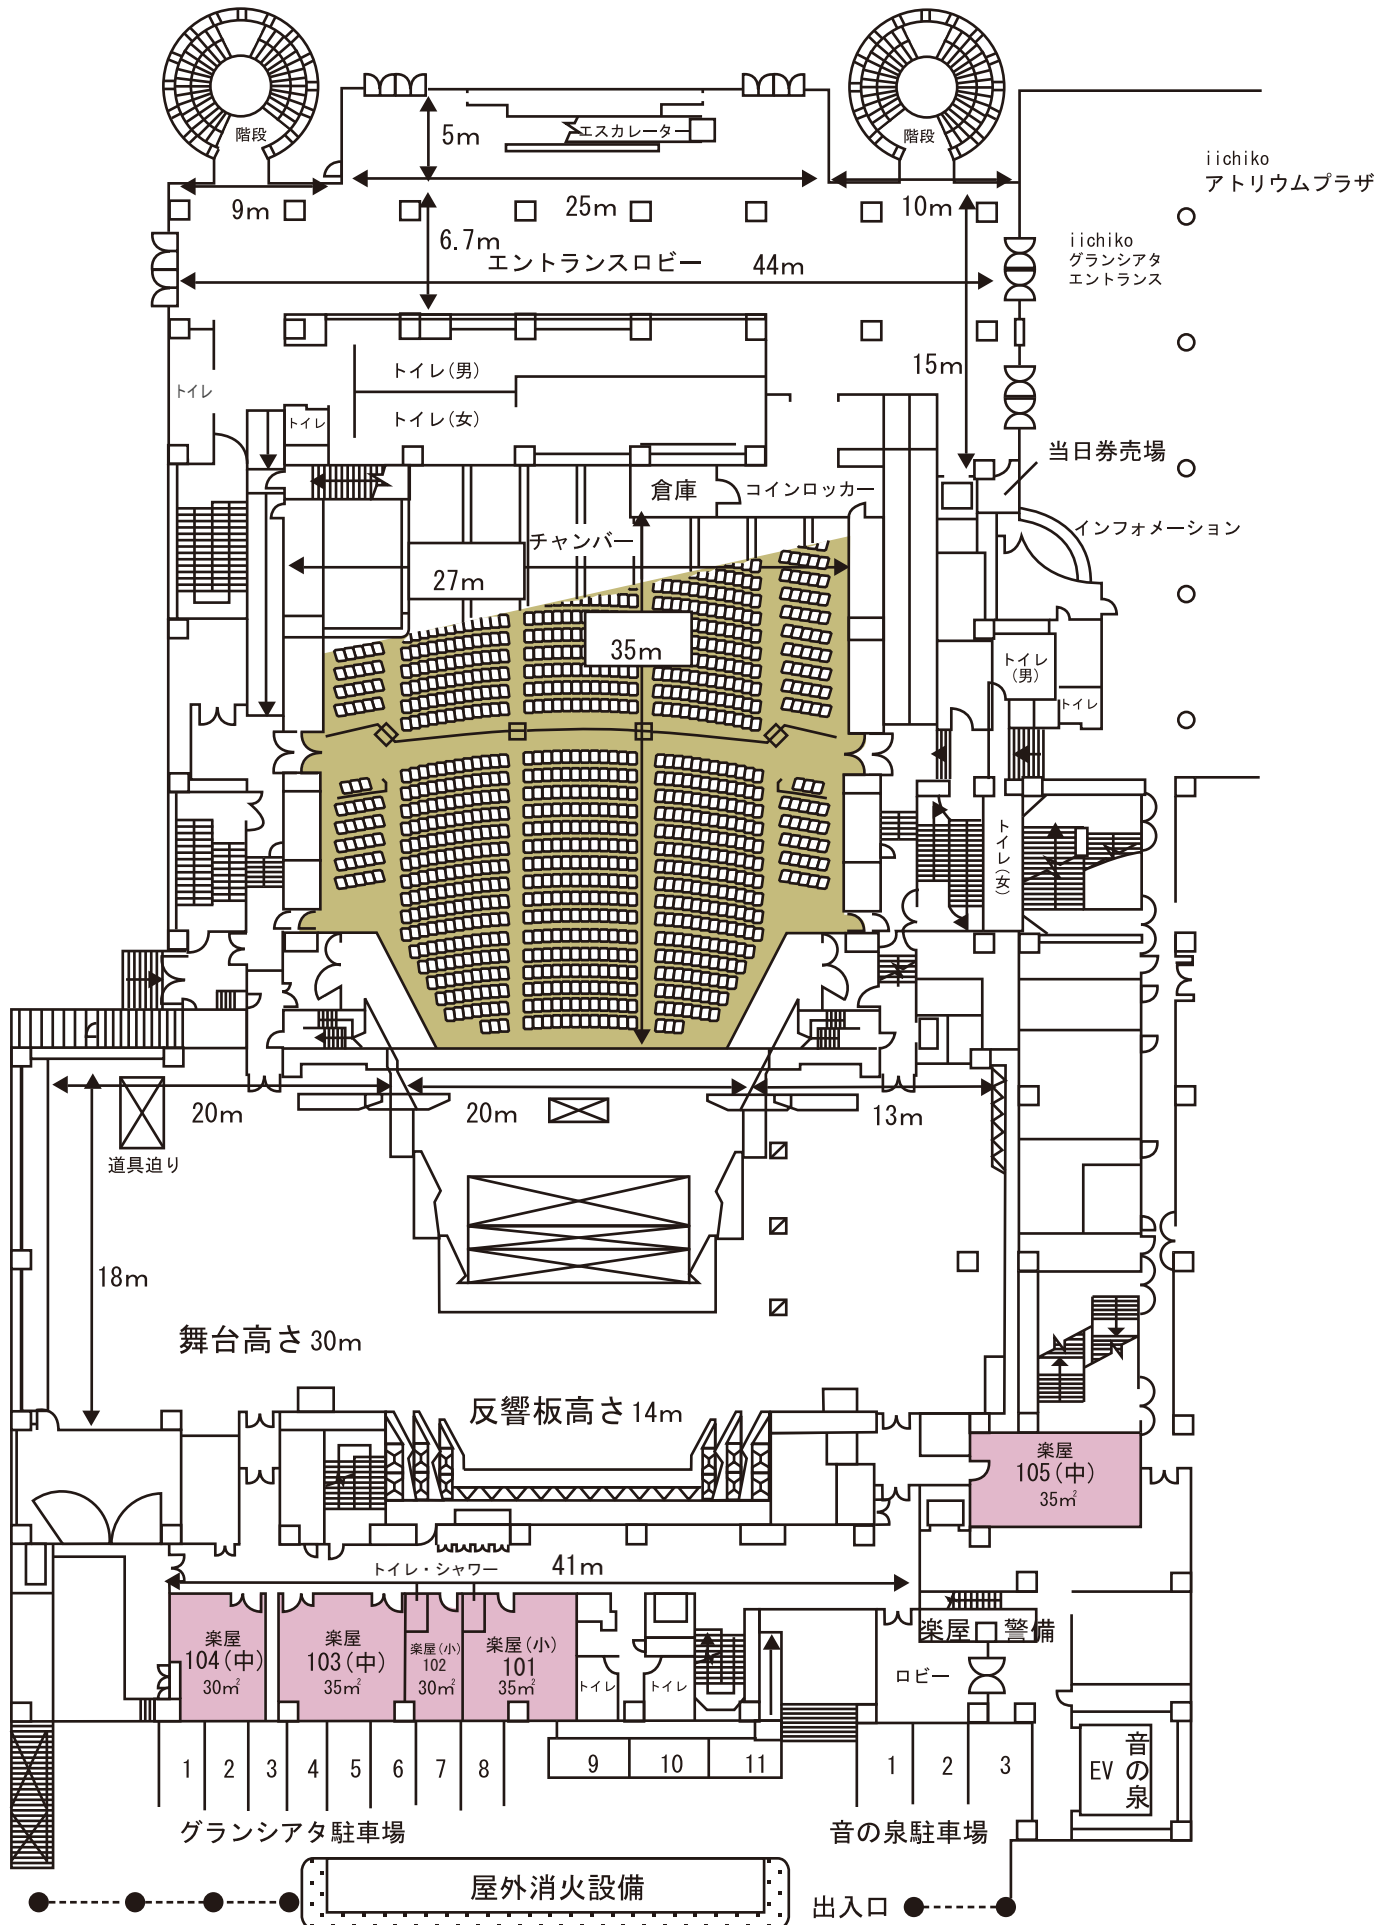 階段
階段
5m
エスカレーター
iichiko
アトリウムプラザ
9m
25m
10m
6.7m
エントランスロビー
44m
iichiko
グランシアタ
エントランス
15m
トイレ
トイレ(男)
トイレ(女)
トイレ
当日券売場
倉庫
コインロッカー
インフォメーション
チャンバー
27m
35m
トイレ
(男)
トイレ
トイレ(女)
20m
20m
13m
道具迫り
18m
舞台高さ30m
反響板高さ14m
楽屋
105(中)
35㎡
トイレ・シャワー
41m
楽屋
104(中)
30㎡
楽屋
103(中)
35㎡
楽屋(小)
102
30㎡
楽屋(小)
101
35㎡
トイレ
トイレ
楽屋
警備
ロビー
1
2
3
4
5
6
7
8
9
10
11
1
2
3
EV
音の泉
グランシアタ駐車場
音の泉駐車場
屋外消火設備
出入口